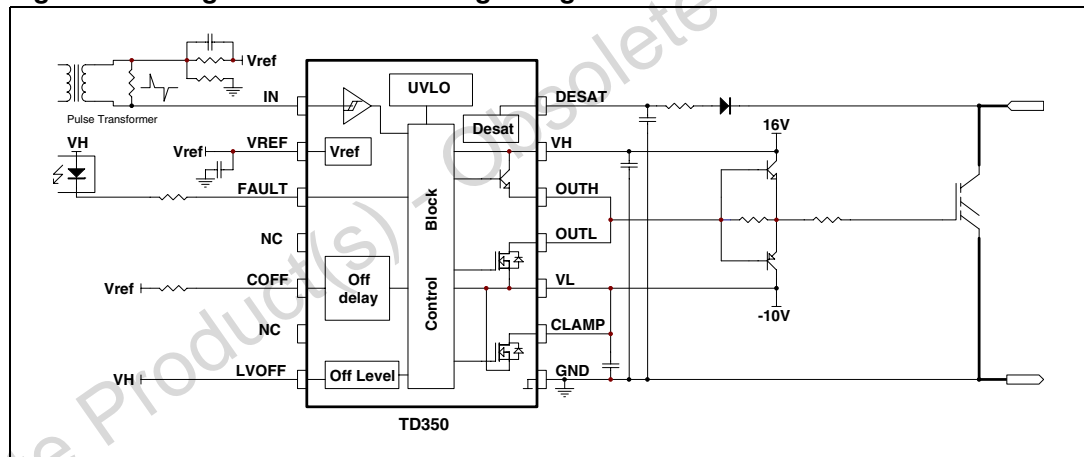 Vref
Pulse Transformer
IN
VH
Vref
VREF
FAULT
NC
Vref
COFF
NC
VH
LVOFF
UVLO
Desat
Vref
Control
Block
Off
delay
Off Level
TD350
DESAT
VH
OUTH
OUTL
VL
CLAMP
GND
16V
-10V
Product(s) - Obsolete